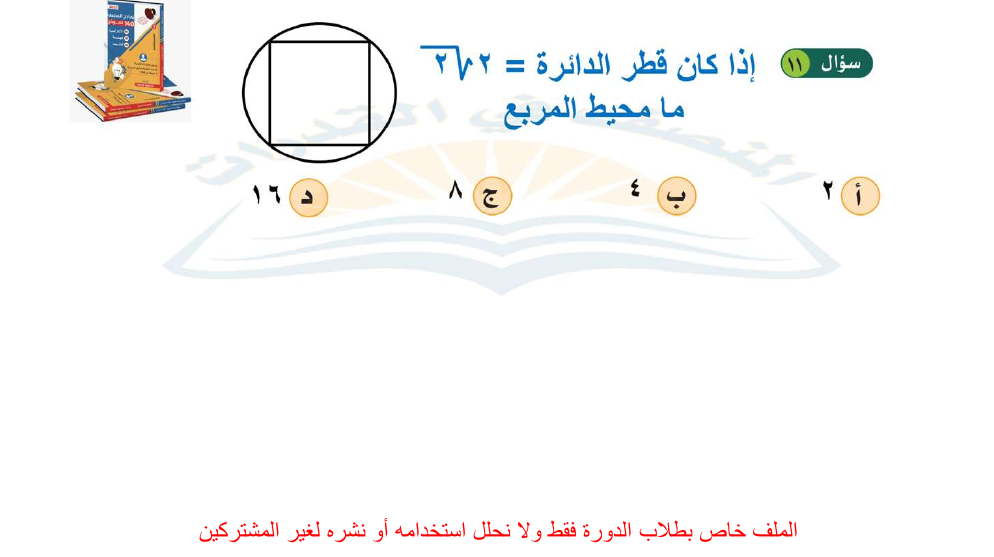 سؤال ١١
إذا كان قطر الدائرة = ٢√٢
ما محيط المربع
أ ٢
ب ٤
ج ٨
د ١٦
الملف خاص بطلاب الدورة فقط ولا نحلل استخدامه أو نشره لغير المشتركين